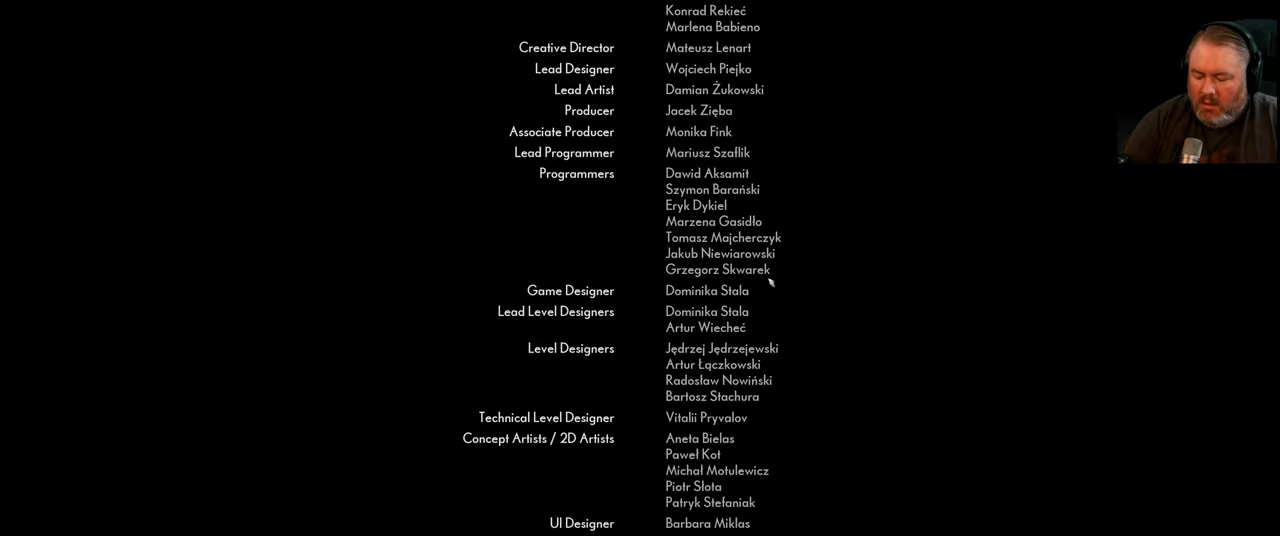 Konrad Rekieć
Marlena Babieno
Creative Director Mateusz Lenart
Lead Designer Wojciech Piejko
Lead Artist Damian Żukowski
Producer Jacek Zięba
Associate Producer Monika Fink
Lead Programmer Mariusz Szaflik
Programmers Dawid Aksamit
Szymon Barański
Eryk Dykiel
Marzena Gasidło
Tomasz Majcherczyk
Jakub Niewiarowski
Grzegorz Skwarek
Game Designer Dominika Stala
Lead Level Designers Dominika Stala
Artur Wiecheć
Level Designers Jędrzej Jędrzejewski
Artur Łączkowski
Radosław Nowiński
Bartosz Stachura
Technical Level Designer Vitalii Pryvalov
Concept Artists / 2D Artists Aneta Bielas
Paweł Kot
Michał Motulewicz
Piotr Słota
Patryk Stefaniak
UI Designer Barbara Miklas